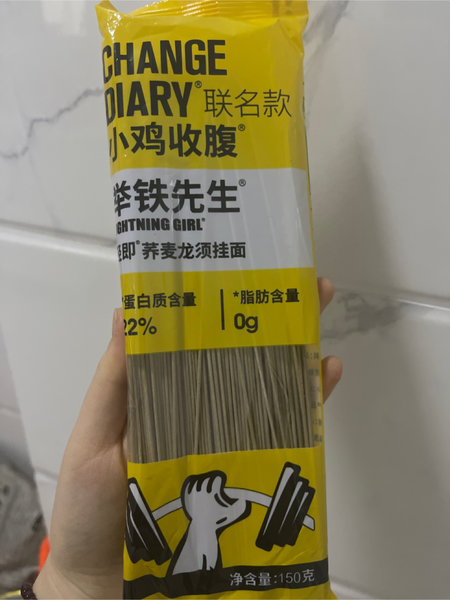 CHANGE
DIARY® 联名款
小鸡收腹®
举铁先生®
IGHTNING GIRL®
即® 荞麦龙须挂面
*蛋白质含量
22%
*脂肪含量
0g
净含量:150克